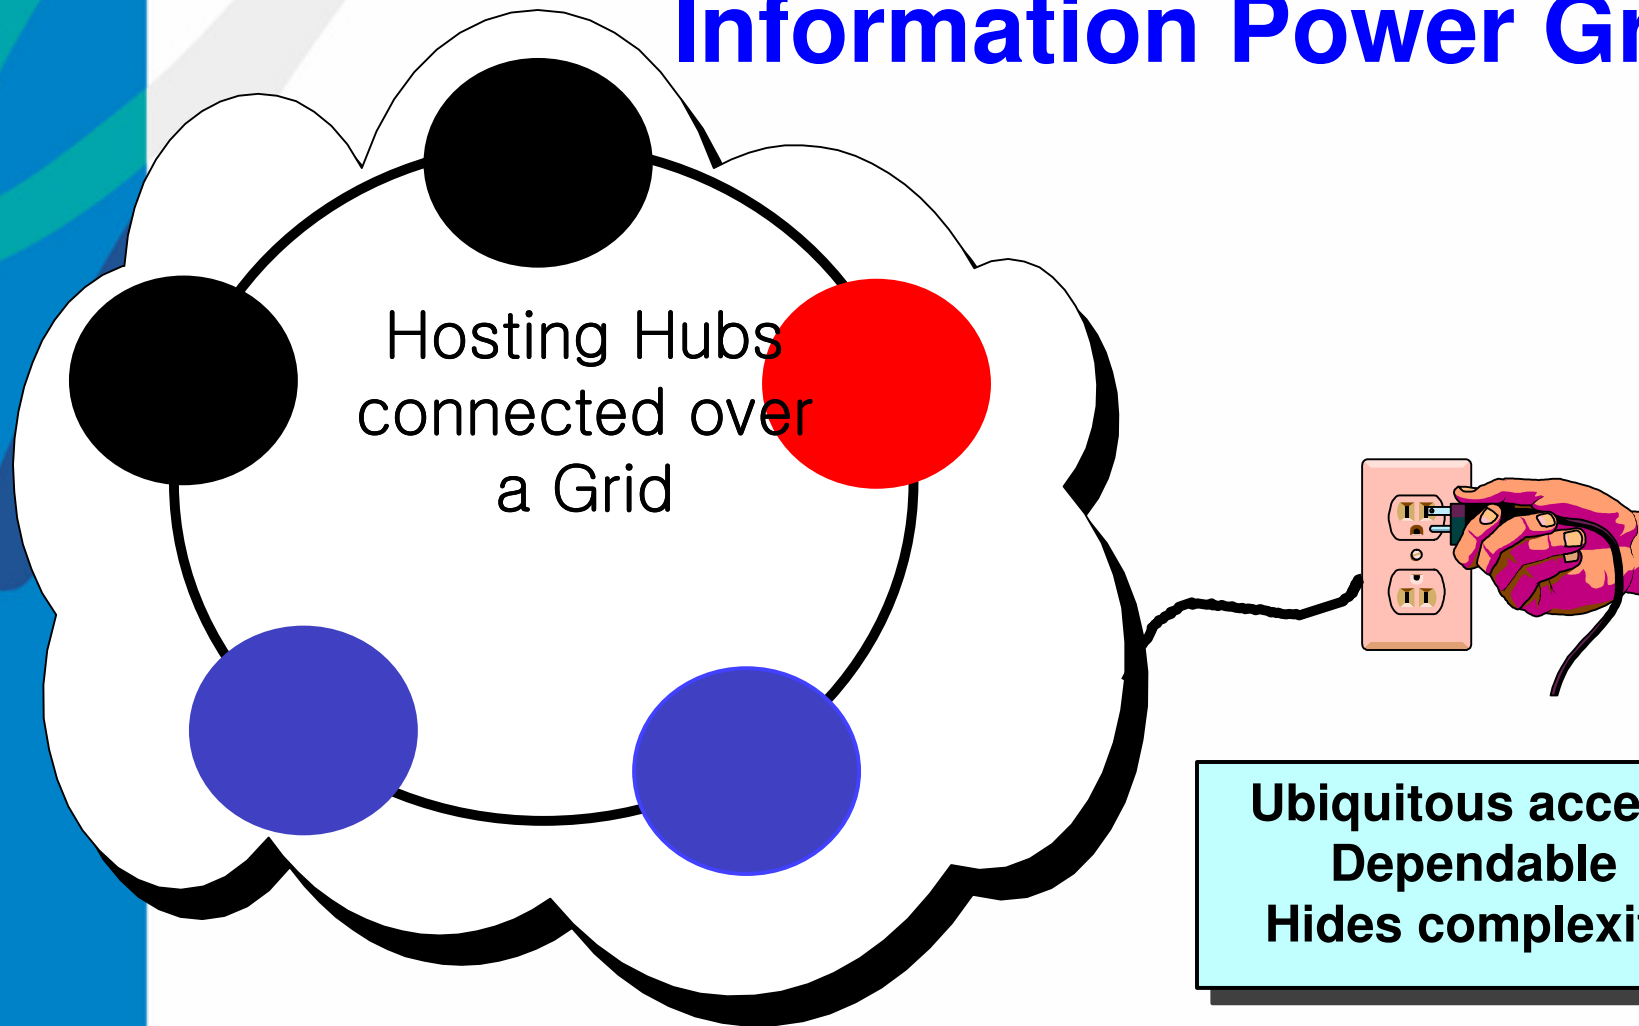 Information Power Gr
Hosting Hubs
connected over
a Grid
Ubiquitous acce
Dependable
Hides complexi